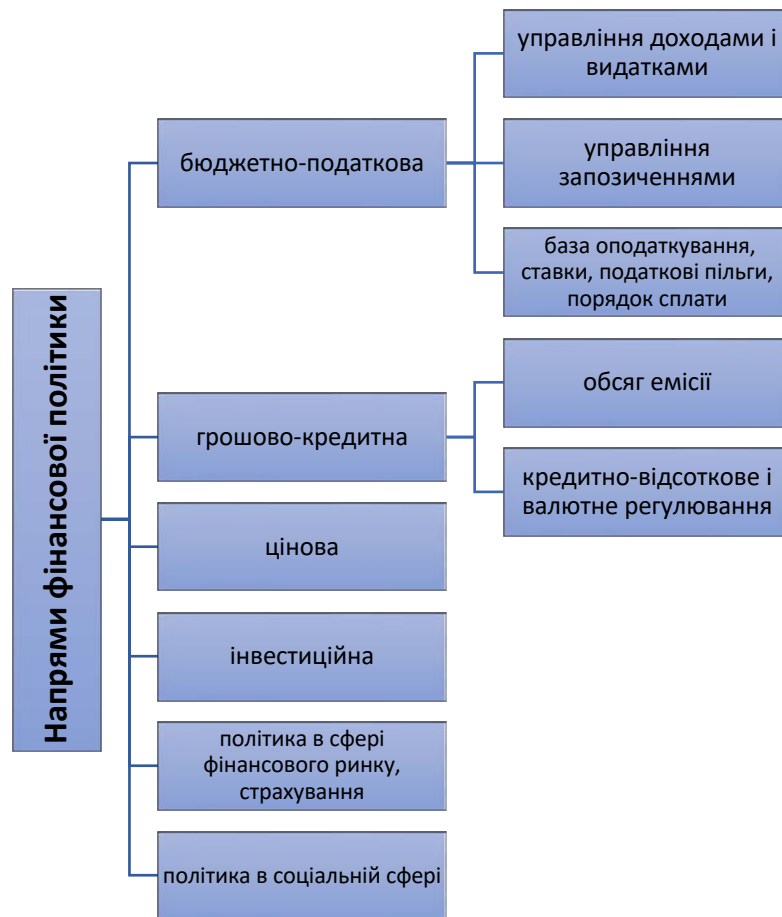 Напрями фінансової політики
бюджетно-податкова
управління доходами і
видатками
управління
запозиченнями
база оподаткування,
ставки, податкові пільги,
порядок сплати
грошово-кредитна
обсяг емісії
кредитно-відсоткове і
валютне регулювання
цінова
інвестиційна
політика в сфері
фінансового ринку,
страхування
політика в соціальній сфері